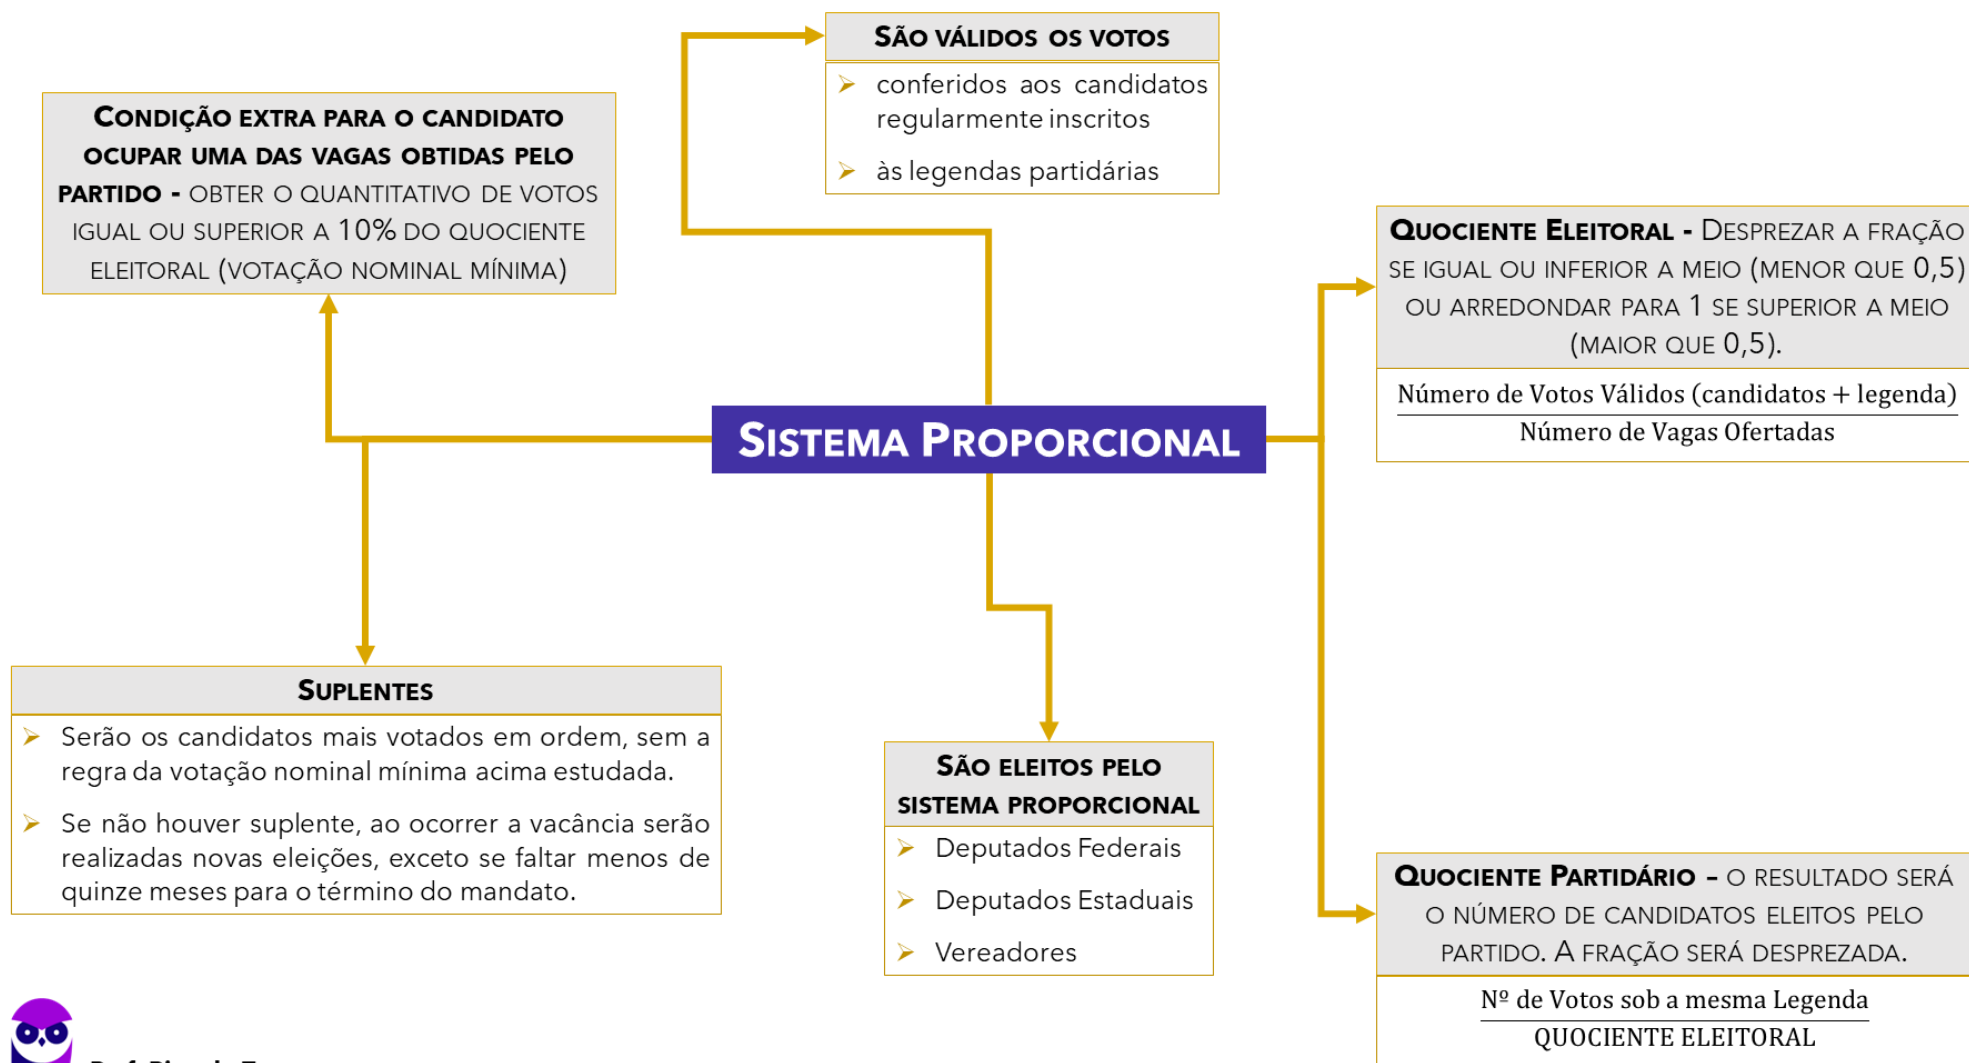 SÃO VÁLIDOS OS VOTOS
➢ conferidos aos candidatos
regularmente inscritos
➢ às legendas partidárias
CONDIÇÃO EXTRA PARA O CANDIDATO
OCUPAR UMA DAS VAGAS OBTIDAS PELO
PARTIDO - OBTER O QUANTITATIVO DE VOTOS
IGUAL OU SUPERIOR A 10% DO QUOCIENTE
ELEITORAL (VOTAÇÃO NOMINAL MÍNIMA)
QUOCIENTE ELEITORAL - DESPREZAR A FRAÇÃO
SE IGUAL OU INFERIOR A MEIO (MENOR QUE 0,5)
OU ARREDONDAR PARA 1 SE SUPERIOR A MEIO
(MAIOR QUE 0,5).
Número de Votos Válidos (candidatos + legenda)
Número de Vagas Ofertadas
SISTEMA PROPORCIONAL
SUPLENTES
➢ Serão os candidatos mais votados em ordem, sem a
regra da votação nominal mínima acima estudada.
➢ Se não houver suplente, ao ocorrer a vacância serão
realizadas novas eleições, exceto se faltar menos de
quinze meses para o término do mandato.
SÃO ELEITOS PELO
SISTEMA PROPORCIONAL
➢ Deputados Federais
➢ Deputados Estaduais
➢ Vereadores
QUOCIENTE PARTIDÁRIO – O RESULTADO SERÁ
O NÚMERO DE CANDIDATOS ELEITOS PELO
PARTIDO. A FRAÇÃO SERÁ DESPREZADA.
Nº de Votos sob a mesma Legenda
QUOCIENTE ELEITORAL